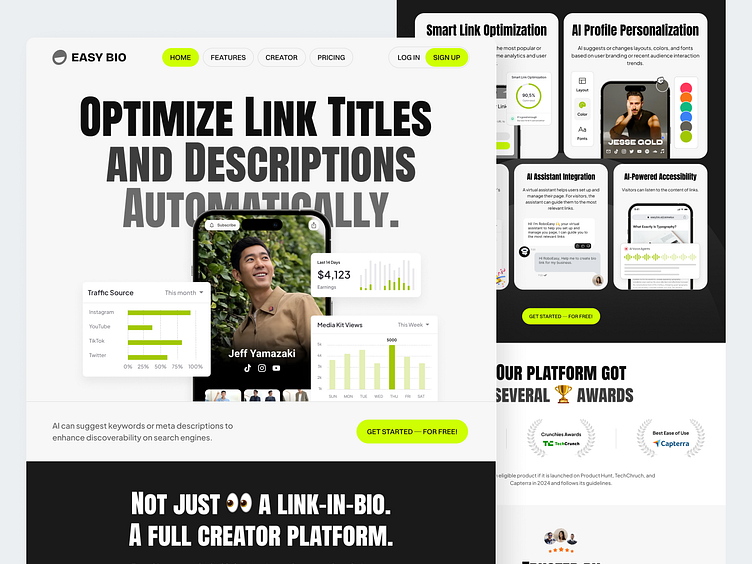 EASY BIO
HOME
FEATURES
CREATOR
PRICING
LOG IN
SIGN UP
OPTIMIZE LINK TITLES
AND DESCRIPTIONS
AUTOMATICALLY.
Subscribe
Jeff Yamazaki
Traffic Source
This month
Instagram
YouTube
TikTok
Twitter
0% 25% 50% 75% 100%
Last 14 Days
$4,123
Earnings
Media Kit Views
This Week
5000
SUN MON TUE WED THU FRI SAT
AI can suggest keywords or meta descriptions to
enhance discoverability on search engines.
GET STARTED — FOR FREE!
NOT JUST 👀 A LINK-IN-BIO.
A FULL CREATOR PLATFORM.
Smart Link Optimization
the most popular or
me analytics and user
Smart Link Optimization
90,5%
AI Profile Personalization
AI suggests or changes layouts, colors, and fonts
based on user branding or recent audience interaction
trends.
Layout
Color
Aa
Fonts
JESSE GOLD
AI Assistant Integration
A virtual assistant helps users set up and
manage their page. AI can guide them to the most
relevant links.
AI-Powered Accessibility
Visitors can listen to the content of links.
What Exactly is Typography?
GET STARTED — FOR FREE!
OUR PLATFORM GOT
SEVERAL 🏆 AWARDS
Crunchies Awards
TechCrunch
Best Ease of Use
Capterra
eligible product if it is launched on Product Hunt, TechChruch, and
Capterra in 2024 and follows its guidelines.